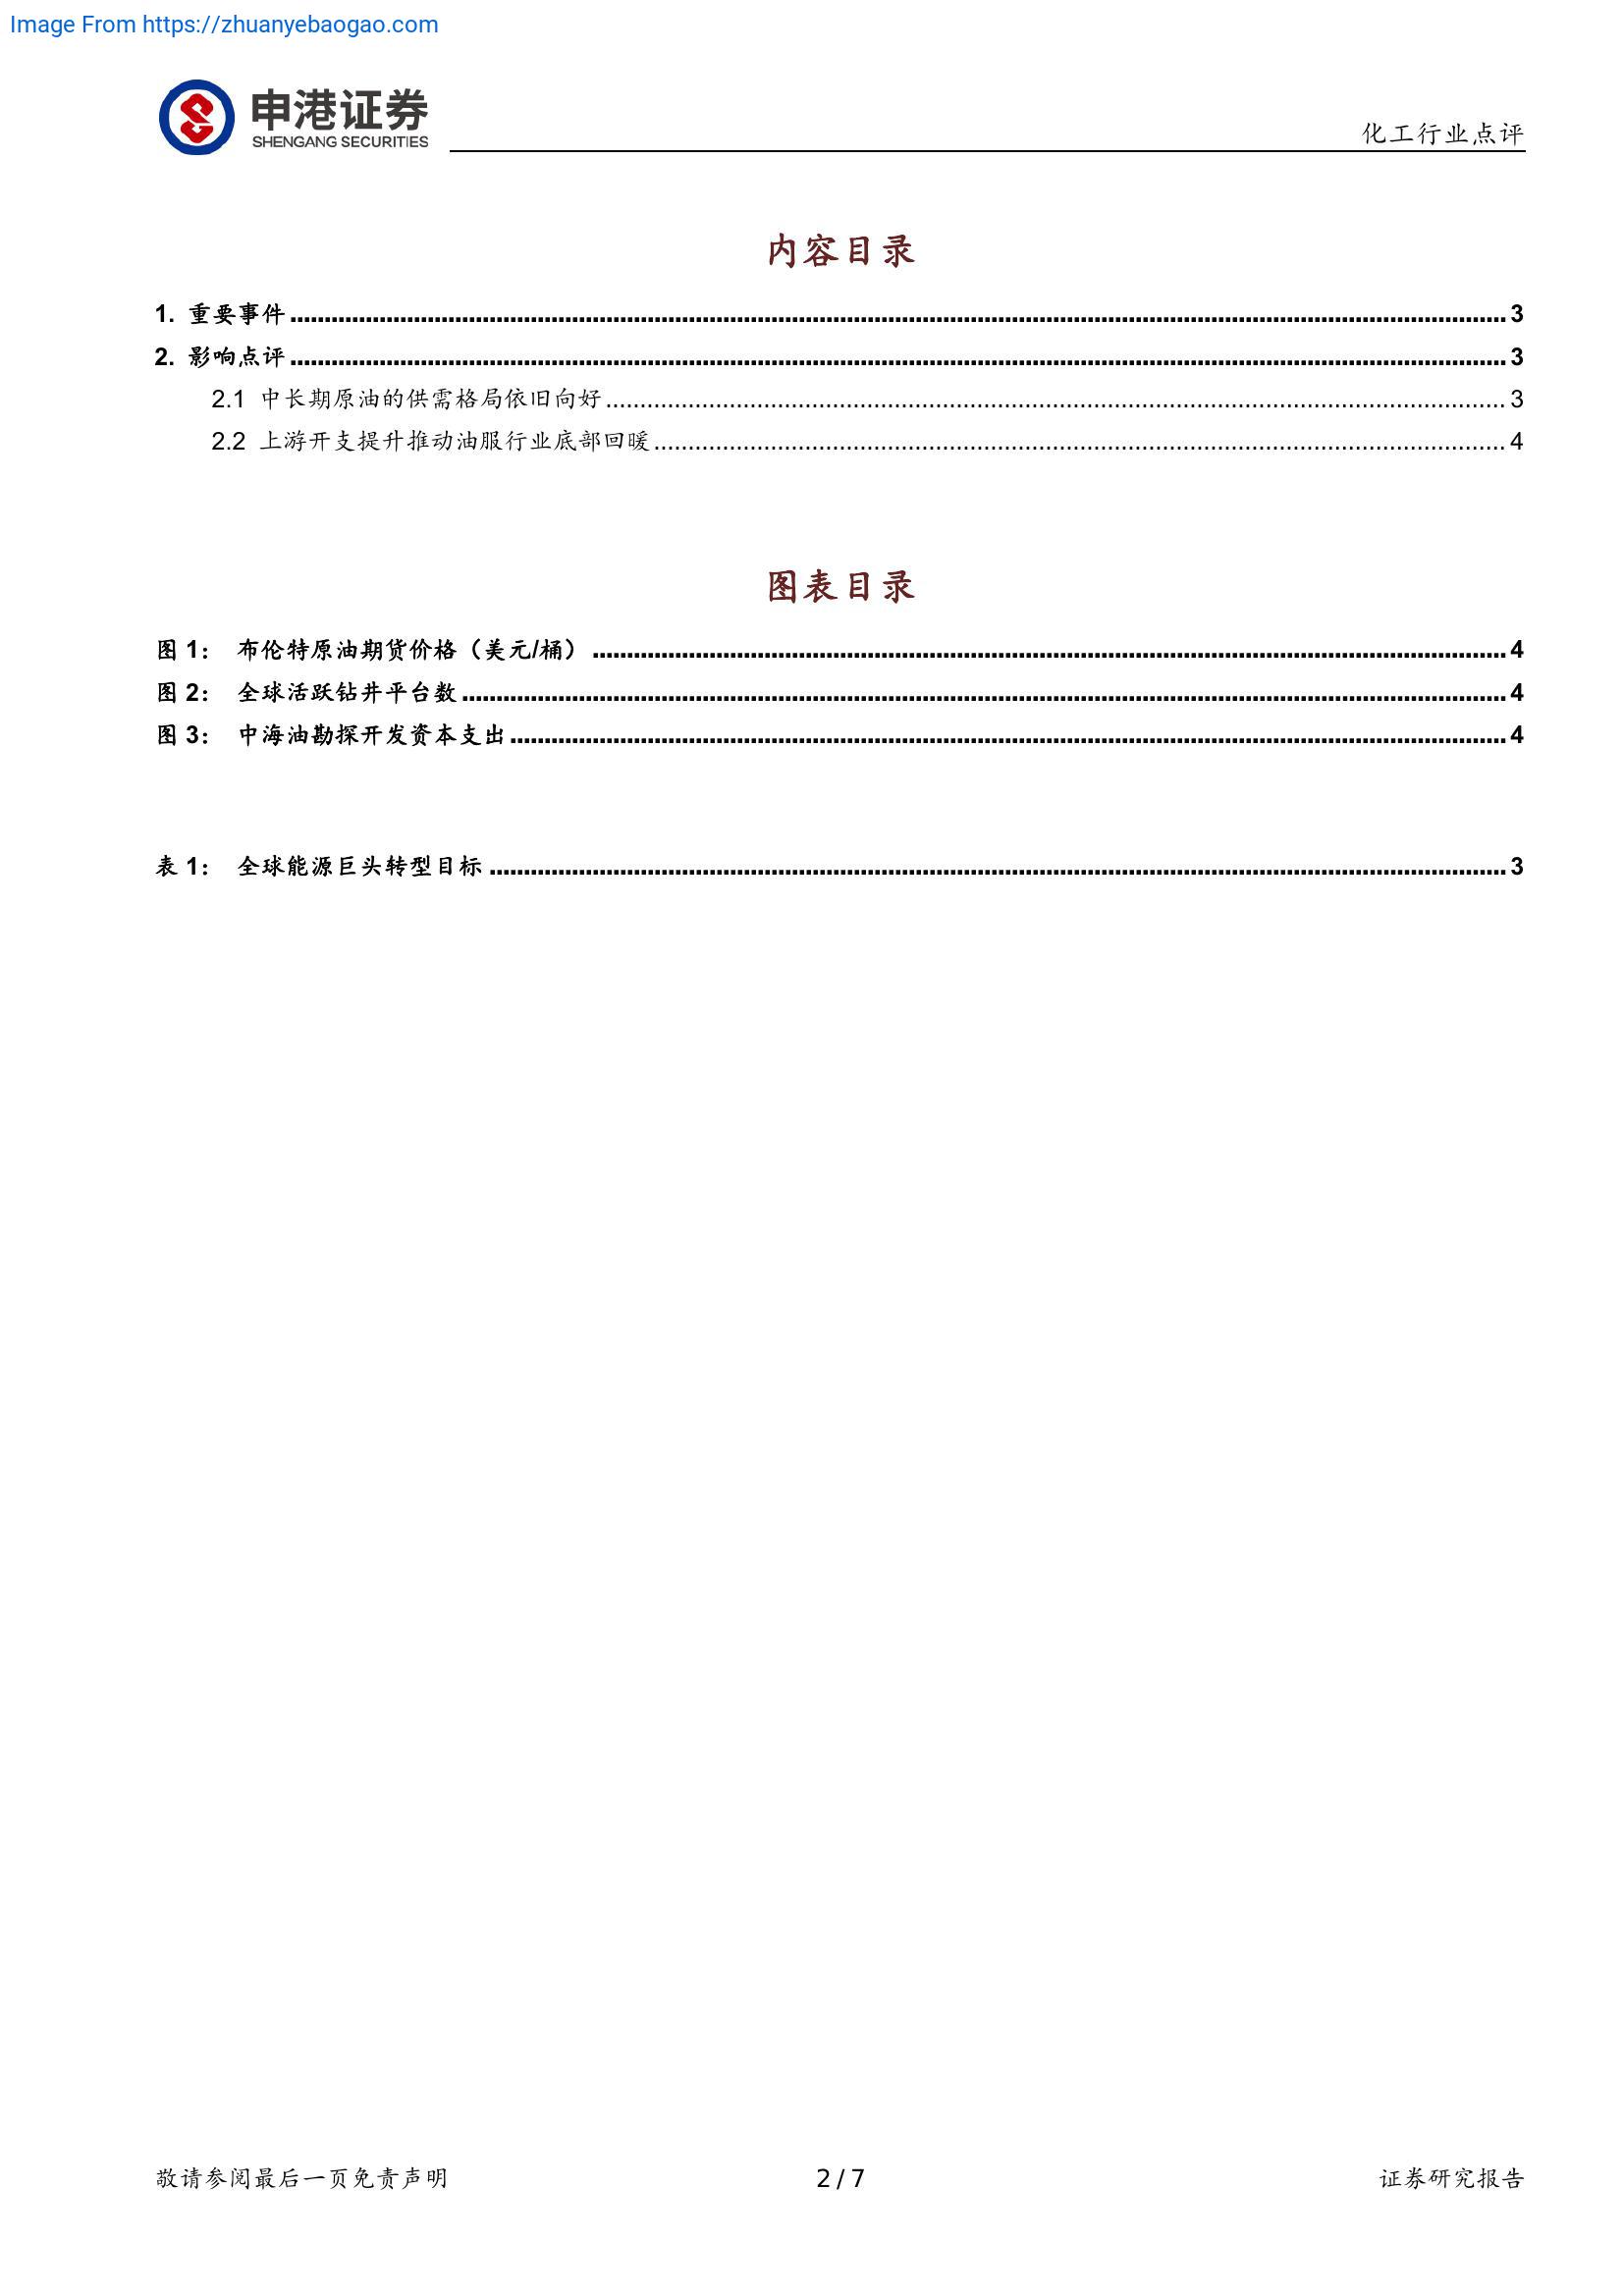 Image From https://zhuanyebaogao.com
申港证券
SHENGANG SECURITIES
化工行业点评
内容目录
1. 重要事件 3
2. 影响点评 3
2.1 中长期原油的供需格局依旧向好 3
2.2 上游开支提升推动油服行业底部回暖 4
图表目录
图 1： 布伦特原油期货价格（美元/桶） 4
图 2： 全球活跃钻井平台数 4
图 3： 中海油勘探开发资本支出 4
表 1： 全球能源巨头转型目标 3
敬请参阅最后一页免责声明 2 / 7 证券研究报告